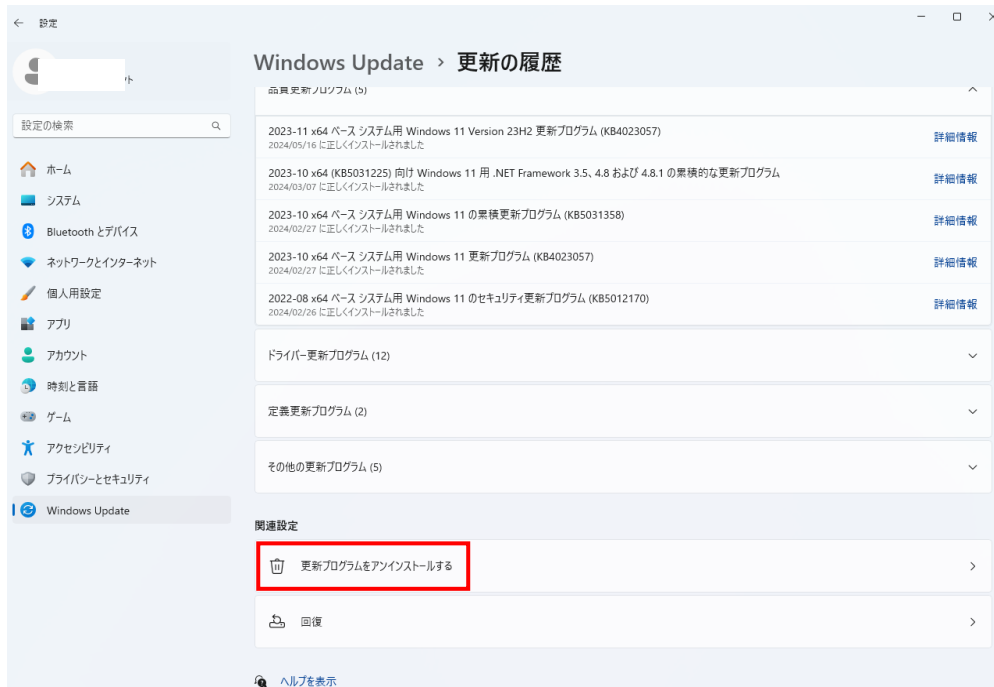 設定
Windows Update › 更新の履歴
ット
設定の検索
ホーム
システム
Bluetooth とデバイス
ネットワークとインターネット
個人用設定
アプリ
アカウント
時刻と言語
ゲーム
アクセシビリティ
プライバシーとセキュリティ
Windows Update
品質更新プログラム (5)
2023-11 x64 ベース システム用 Windows 11 Version 23H2 更新プログラム (KB4023057)
2024/05/16 に正しくインストールされました
詳細情報
2023-10 x64 (KB5031225) 向け Windows 11 用 .NET Framework 3.5、4.8 および 4.8.1 の累積的な更新プログラム
2024/03/07 に正しくインストールされました
詳細情報
2023-10 x64 ベース システム用 Windows 11 の累積更新プログラム (KB5031358)
2024/02/27 に正しくインストールされました
詳細情報
2023-10 x64 ベース システム用 Windows 11 更新プログラム (KB4023057)
2024/02/27 に正しくインストールされました
詳細情報
2022-08 x64 ベース システム用 Windows 11 のセキュリティ更新プログラム (KB5012170)
2024/02/26 に正しくインストールされました
詳細情報
ドライバー更新プログラム (12)
定義更新プログラム (2)
その他の更新プログラム (5)
関連設定
更新プログラムをアンインストールする
回復
ヘルプを表示